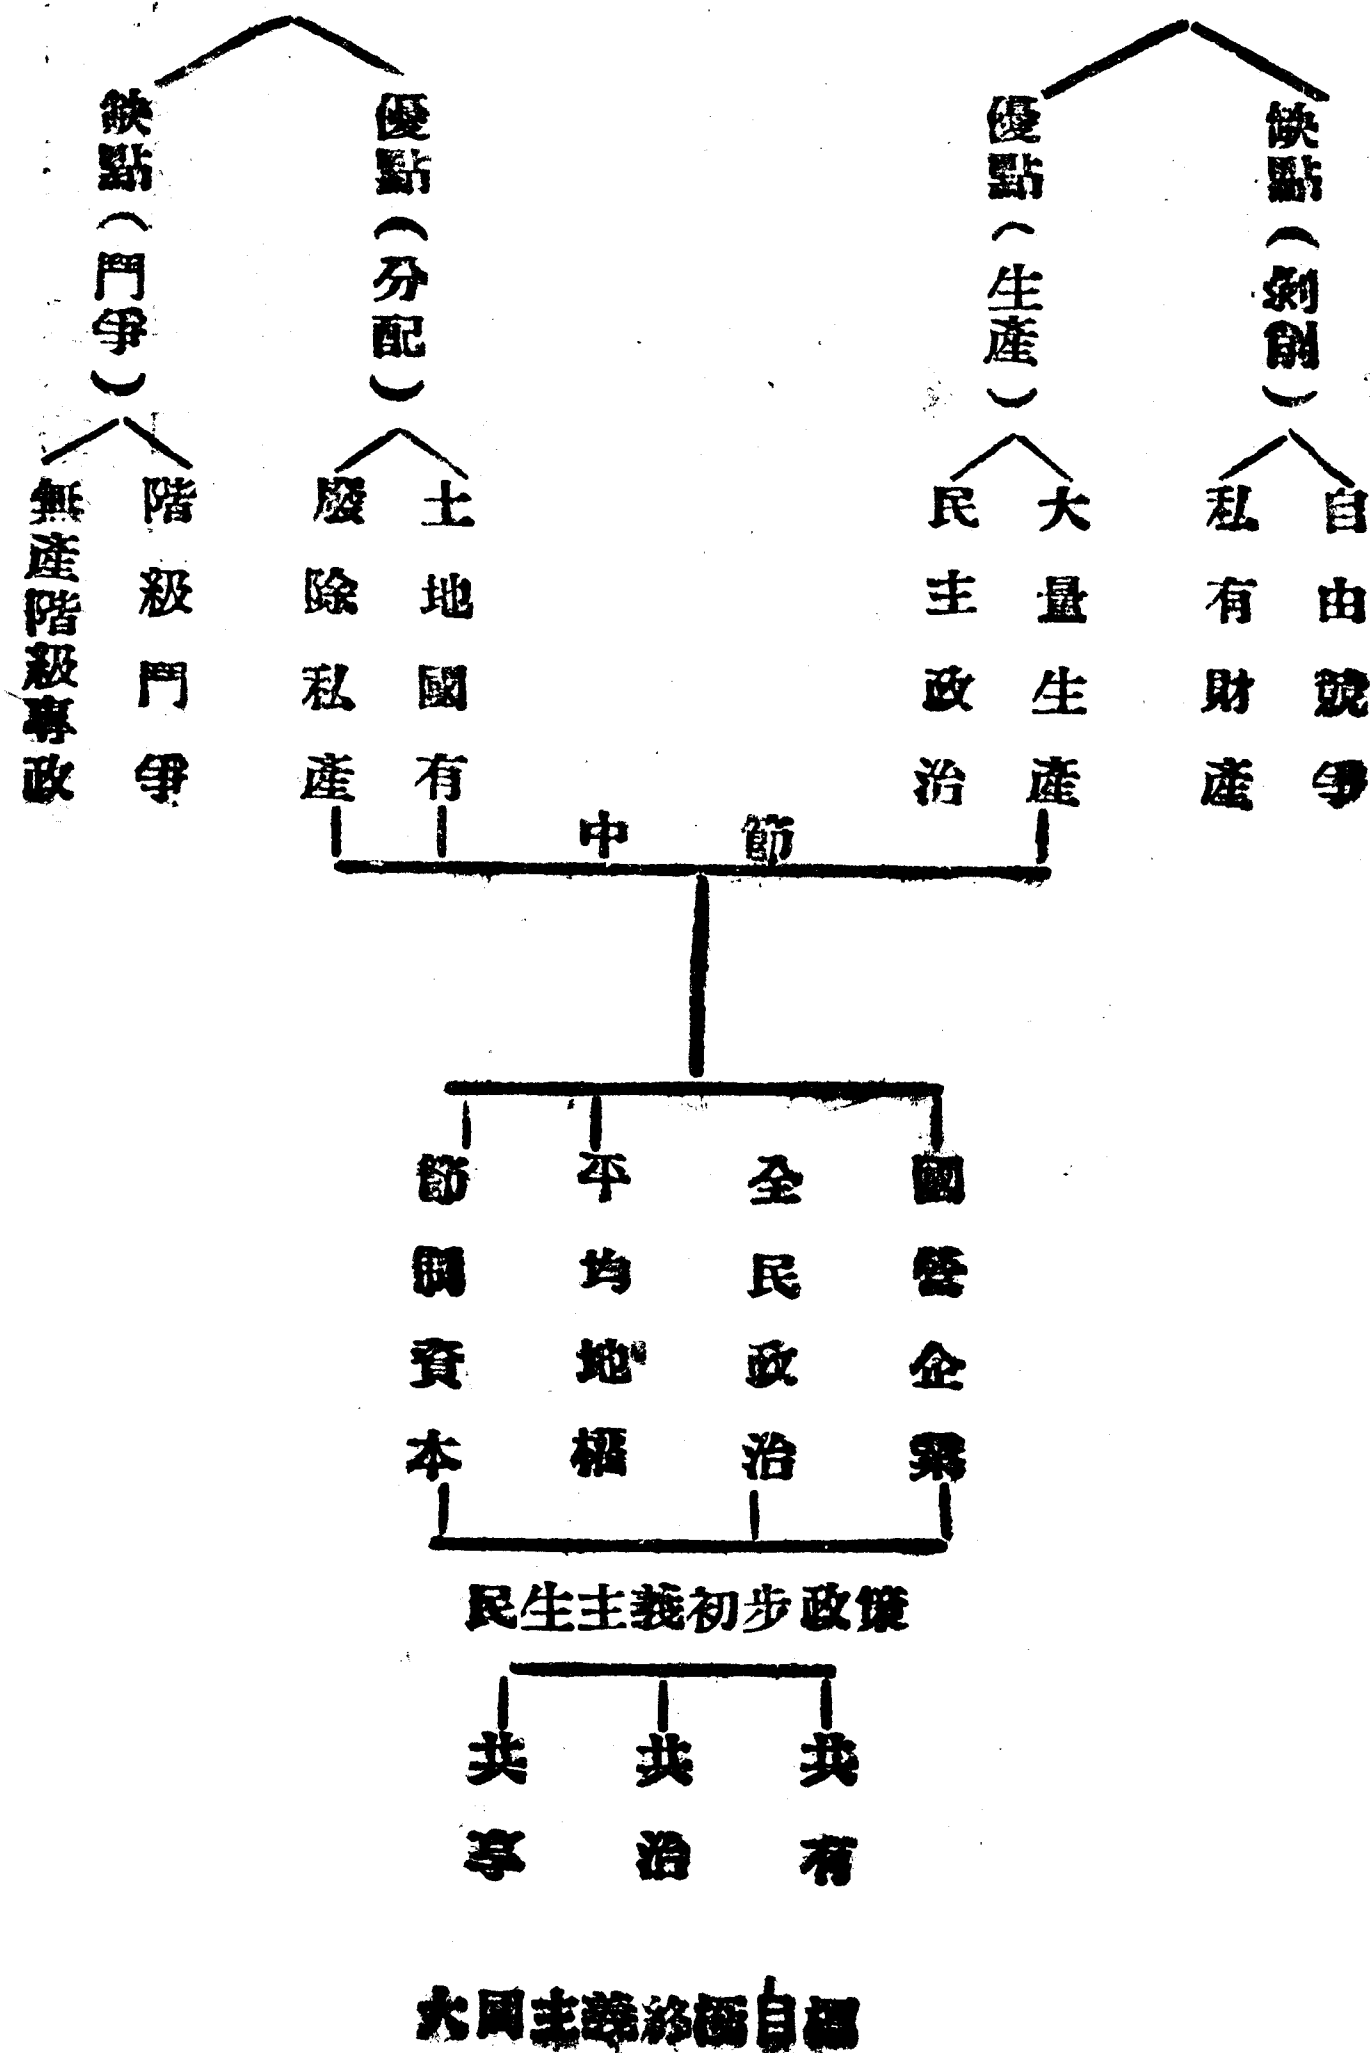 缺點(剝削)
優點(生產)
優點(分配)
缺點(鬥爭)
自由競爭
私有財產
大量生產
民主政治
土地國有
廢除私產
階級鬥爭
無產階級專政
中節
國營企業
全民政治
平均地權
節制資本
民生主義初步政策
共有
共治
共享
大同主義終極目標